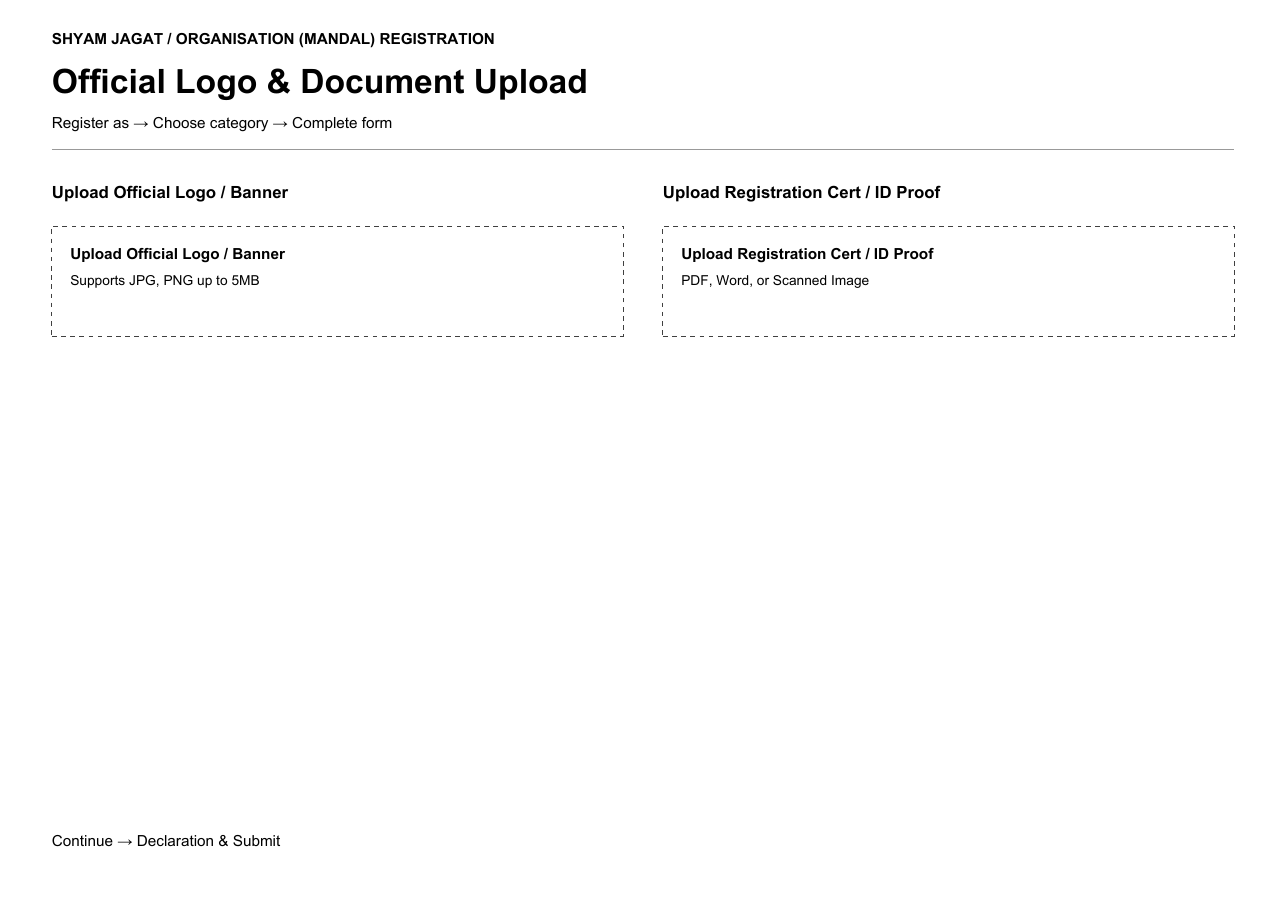 SHYAM JAGAT / ORGANISATION (MANDAL) REGISTRATION
Official Logo & Document Upload
Register as → Choose category → Complete form
Upload Official Logo / Banner
Upload Registration Cert / ID Proof
Upload Official Logo / Banner
Supports JPG, PNG up to 5MB
Upload Registration Cert / ID Proof
PDF, Word, or Scanned Image
Continue → Declaration & Submit